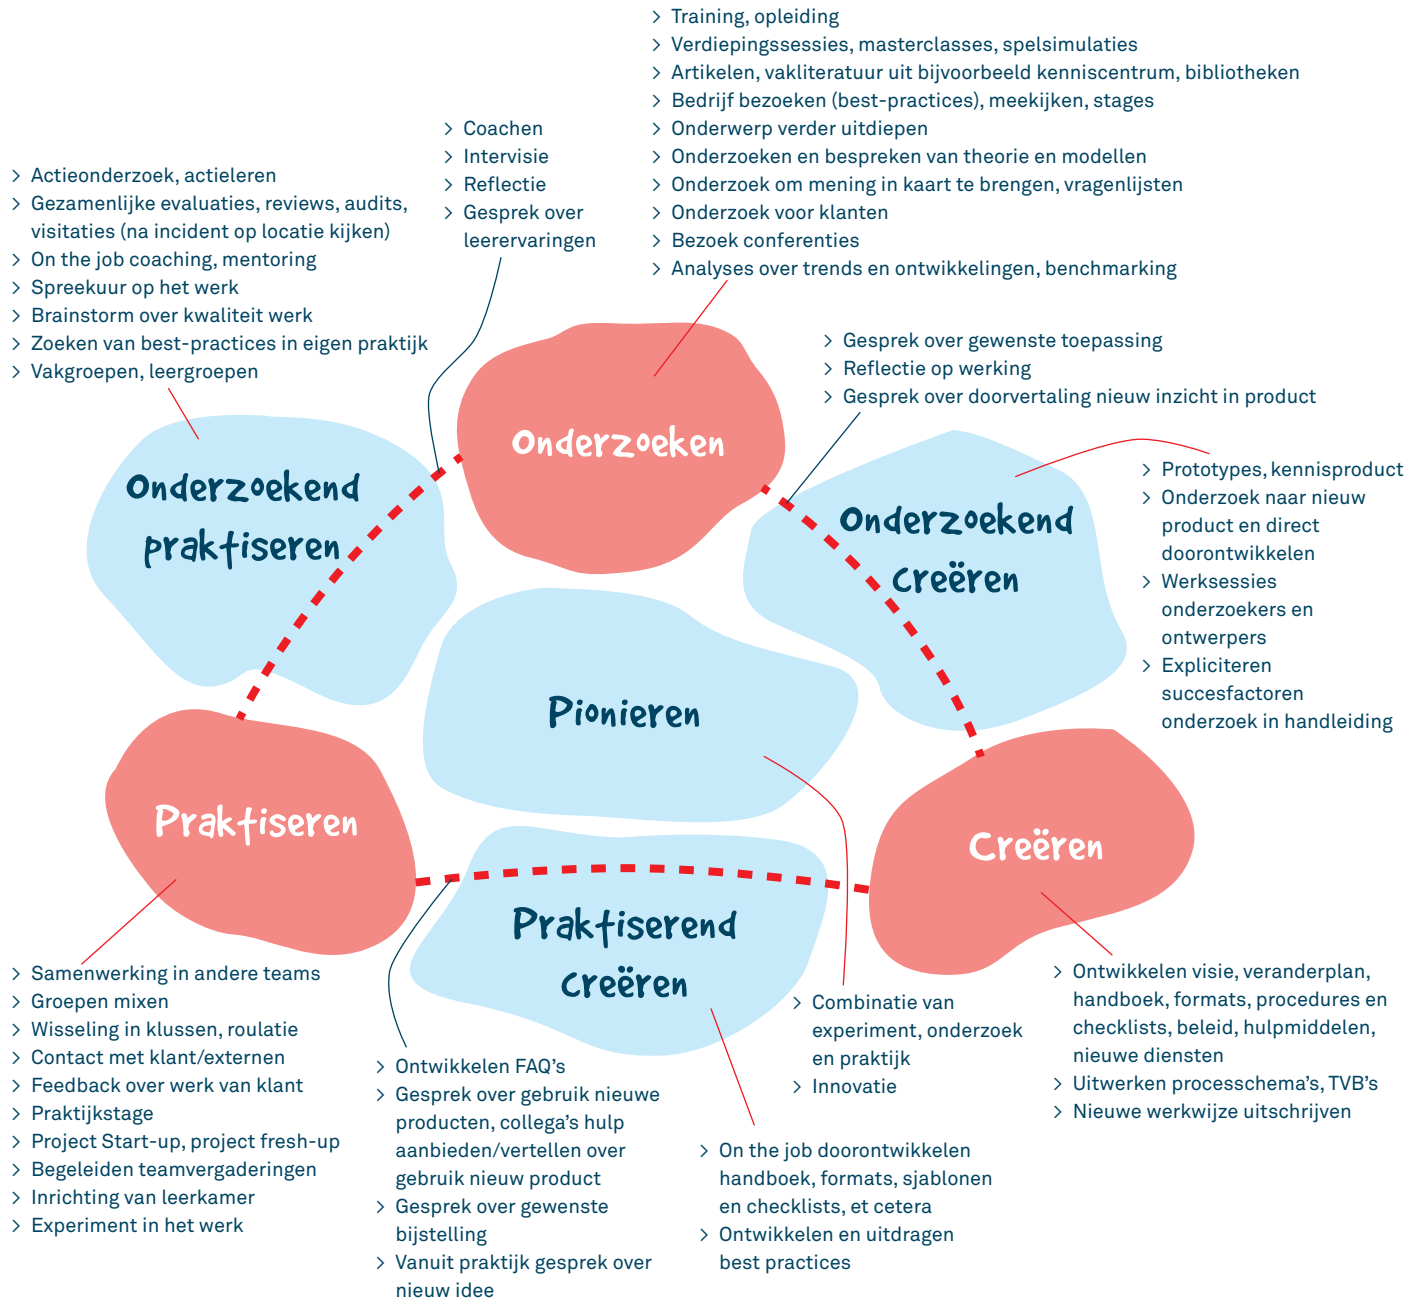 > Training, opleiding
> Verdiepingssessies, masterclasses, spelsimulaties
> Artikelen, vakliteratuur uit bijvoorbeeld kenniscentrum, bibliotheken
> Bedrijf bezoeken (best-practices), meekijken, stages
> Onderwerp verder uitdiepen
> Onderzoeken en bespreken van theorie en modellen
> Onderzoek om mening in kaart te brengen, vragenlijsten
> Onderzoek voor klanten
> Bezoek conferenties
> Analyses over trends en ontwikkelingen, benchmarking
> Coachen
> Intervisie
> Reflectie
> Gesprek over
leerervaringen
> Actieonderzoek, actieleren
> Gezamenlijke evaluaties, reviews, audits,
visitaties (na incident op locatie kijken)
> On the job coaching, mentoring
> Spreekuur op het werk
> Brainstorm over kwaliteit werk
> Zoeken van best-practices in eigen praktijk
> Vakgroepen, leergroepen
> Gesprek over gewenste toepassing
> Reflectie op werking
> Gesprek over doorvertaling nieuw inzicht in product
Onderzoeken
Onderzoekend
praktiseren
Onderzoekend
creëren
> Prototypes, kennisproduct
> Onderzoek naar nieuw
product en direct
doorontwikkelen
> Werksessies
onderzoekers en
ontwerpers
> Expliciteren
succesfactoren
onderzoek in handleiding
Pionieren
Praktiseren
Creëren
Praktiserend
creëren
> Samenwerking in andere teams
> Groepen mixen
> Wisseling in klussen, roulatie
> Contact met klant/externen
> Feedback over werk van klant
> Praktijkstage
> Project Start-up, project fresh-up
> Begeleiden teamvergaderingen
> Inrichting van leerkamer
> Experiment in het werk
> Ontwikkelen FAQ's
> Gesprek over gebruik nieuwe
producten, collega's hulp
aanbieden/vertellen over
gebruik nieuw product
> Gesprek over gewenste
bijstelling
> Vanuit praktijk gesprek over
nieuw idee
> Combinatie van
experiment, onderzoek
en praktijk
> Innovatie
> On the job doorontwikkelen
handboek, formats, sjablonen
en checklists, et cetera
> Ontwikkelen en uitdragen
best practices
> Ontwikkelen visie, veranderplan,
handboek, formats, procedures en
checklists, beleid, hulpmiddelen,
nieuwe diensten
> Uitwerken processchema's, TVB's
> Nieuwe werkwijze uitschrijven